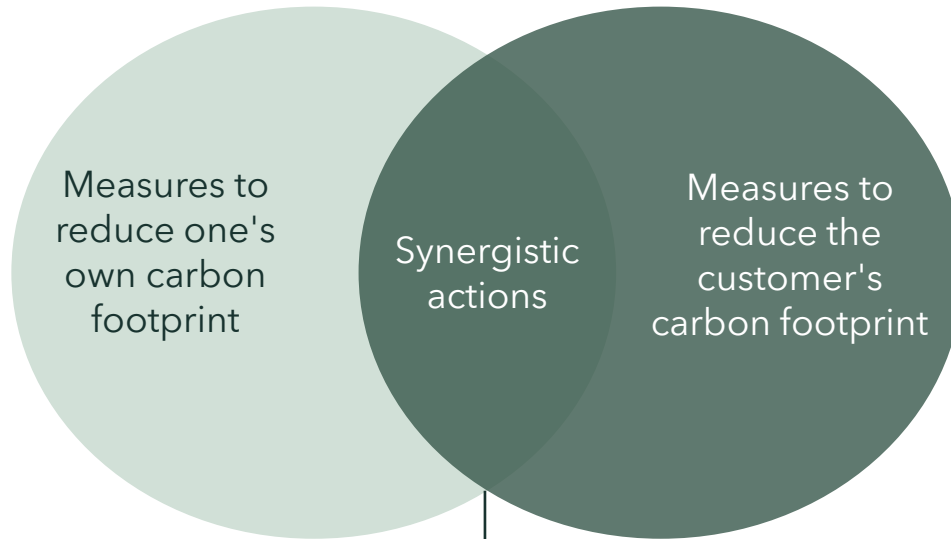 Measures to
reduce one's
own carbon
footprint
Synergistic
actions
Measures to
reduce the
customer's
carbon footprint